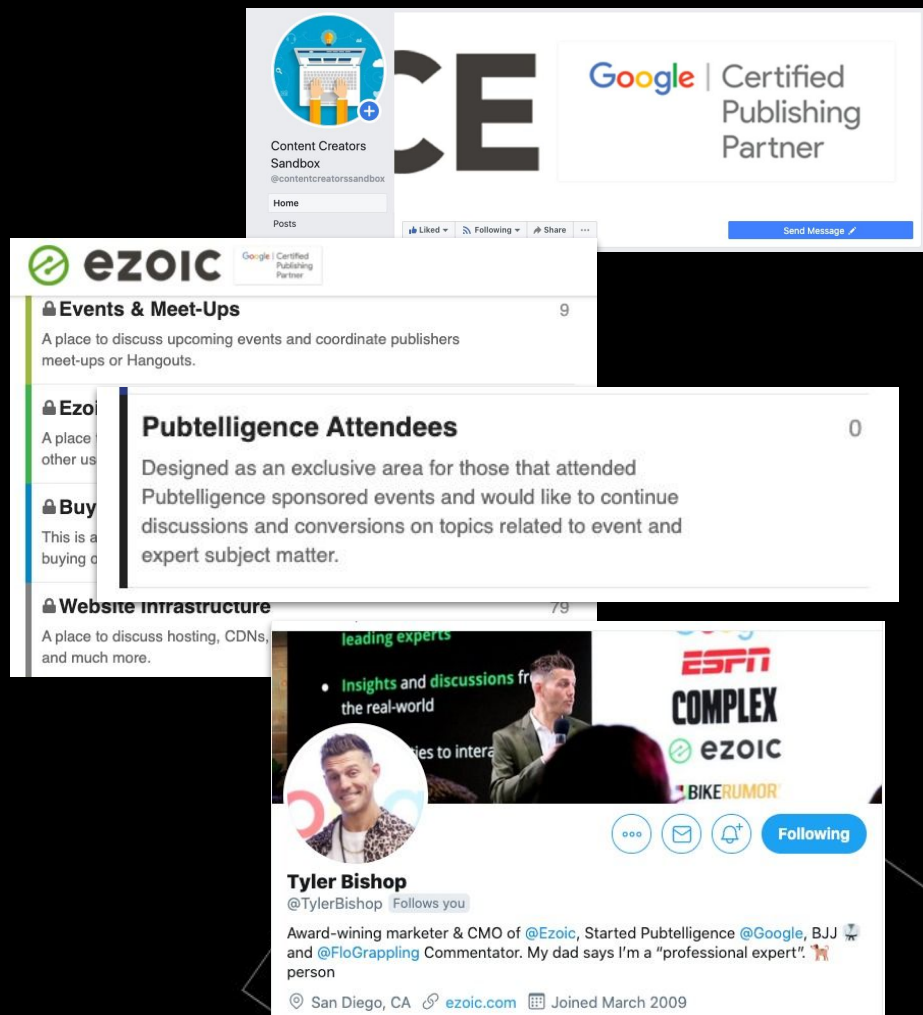 CE
Google | Certified
Publishing
Partner
Content Creators
Sandbox
@contentcreatorssandbox
Home
Posts
Liked
Following
Share
...
Send Message
ezoic
Google | Certified
Publishing
Partner
Events & Meet-Ups
9
A place to discuss upcoming events and coordinate publishers
meet-ups or Hangouts.
Ezoi
A place
other us
Buy
This is a
buying
Pubtelligence Attendees
0
Designed as an exclusive area for those that attended
Pubtelligence sponsored events and would like to continue
discussions and conversions on topics related to event and
expert subject matter.
Website Infrastructure
79
A place to discuss hosting, CDNs,
and much more.
leading experts
• Insights and discussions
the real-world
to
ESPN
COMPLEX
ezoic
BIKERUMOR
Following
Tyler Bishop
@TylerBishop Follows you
Award-wining marketer & CMO of @Ezoic, Started Pubtelligence @Google, BJJ 🥋
and @FloGrappling Commentator. My dad says I'm a “professional expert”. 🐕
person
San Diego, CA ezoic.com Joined March 2009